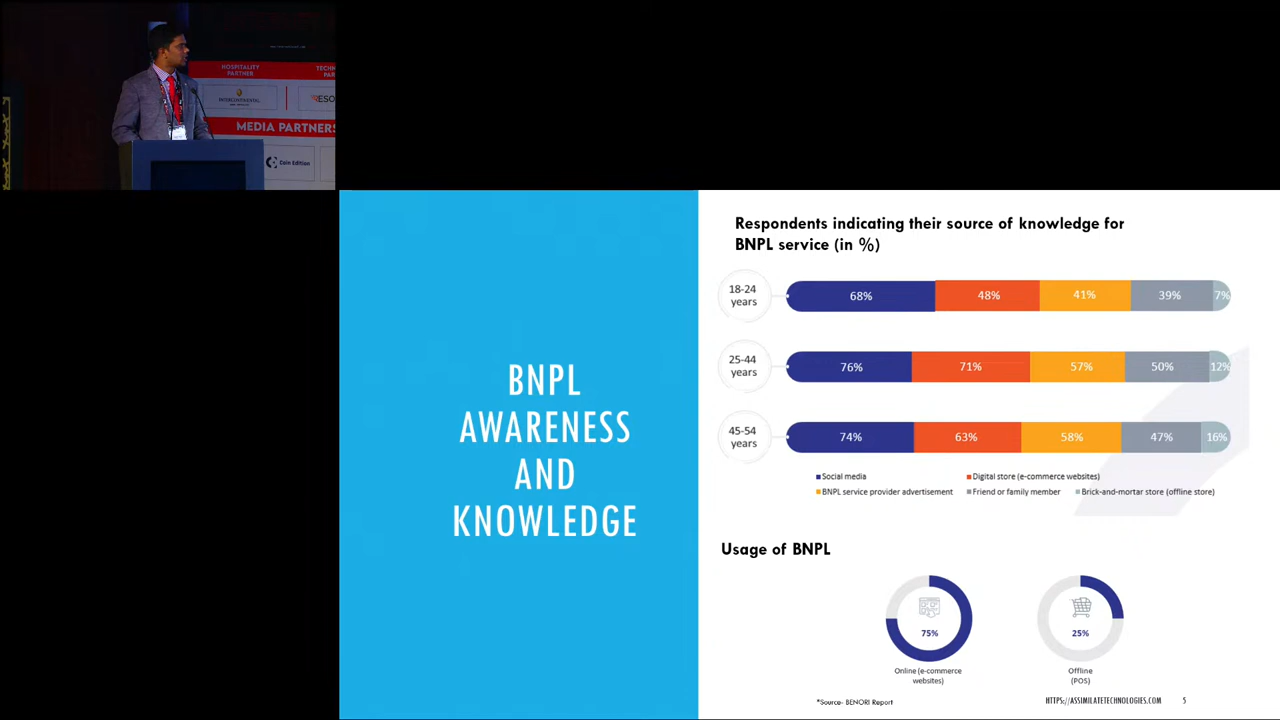 HOSPITALITY
PARTNER
INTERCONTINENTAL
MEDIA PARTNERS
Coin Edition
BNPL
AWARENESS
AND
KNOWLEDGE
Respondents indicating their source of knowledge for
BNPL service (in %)
18-24
years
68% 48% 41% 39% 7%
25-44
years
76% 71% 57% 50% 12%
45-54
years
74% 63% 58% 47% 16%
Social media
Digital store (e-commerce websites)
BNPL service provider advertisement
Friend or family member
Brick-and-mortar store (offline store)
Usage of BNPL
75%
Online (e-commerce
websites)
25%
Offline
(POS)
*Source- BENORI Report
HTTPS://ASSIMILATETECHNOLOGIES.COM 5